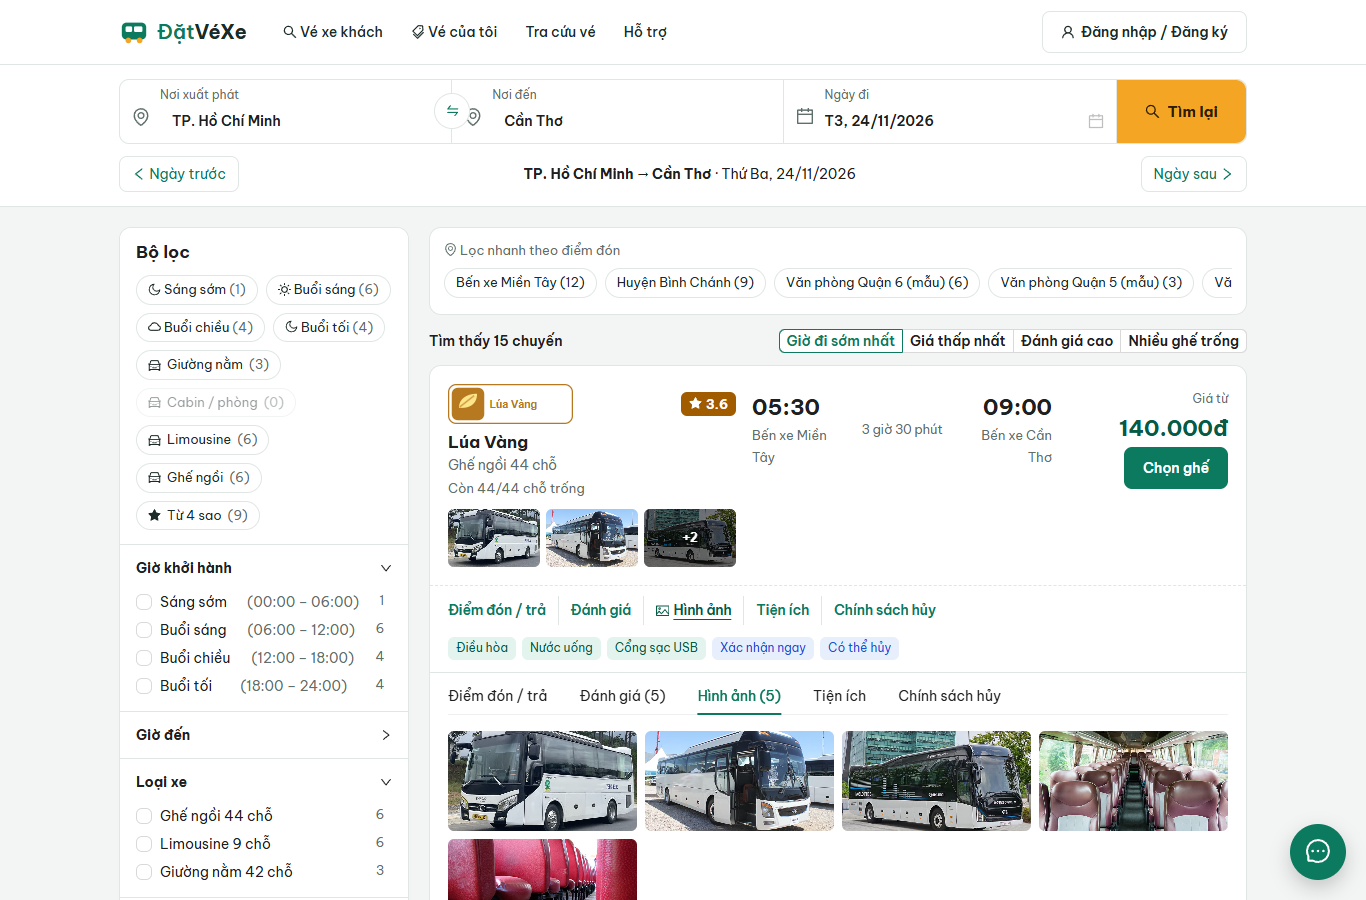 ĐặtVéXe
Vé xe khách
Vé của tôi
Tra cứu vé
Hỗ trợ
Đăng nhập / Đăng ký
Nơi xuất phát
TP. Hồ Chí Minh
Nơi đến
Cần Thơ
Ngày đi
T3, 24/11/2026
Tìm lại
Ngày trước
TP. Hồ Chí Minh → Cần Thơ · Thứ Ba, 24/11/2026
Ngày sau
Bộ lọc
Sáng sớm (1)
Buổi sáng (6)
Buổi chiều (4)
Buổi tối (4)
Giường nằm (3)
Cabin / phòng (0)
Limousine (6)
Ghế ngồi (6)
Từ 4 sao (9)
Giờ khởi hành
Sáng sớm (00:00 – 06:00) 1
Buổi sáng (06:00 – 12:00) 6
Buổi chiều (12:00 – 18:00) 4
Buổi tối (18:00 – 24:00) 4
Giờ đến
Loại xe
Ghế ngồi 44 chỗ 6
Limousine 9 chỗ 6
Giường nằm 42 chỗ 3
Lọc nhanh theo điểm đón
Bến xe Miền Tây (12)
Huyện Bình Chánh (9)
Văn phòng Quận 6 (mẫu) (6)
Văn phòng Quận 5 (mẫu) (3)
Vă
Tìm thấy 15 chuyến
Giờ đi sớm nhất
Giá thấp nhất
Đánh giá cao
Nhiều ghế trống
Lúa Vàng
3.6
Lúa Vàng
Ghế ngồi 44 chỗ
Còn 44/44 chỗ trống
+2
05:30
Bến xe Miền
Tây
3 giờ 30 phút
09:00
Bến xe Cần
Thơ
Giá từ
140.000đ
Chọn ghế
Điểm đón / trả
Đánh giá
Hình ảnh
Tiện ích
Chính sách hủy
Điều hòa
Nước uống
Cổng sạc USB
Xác nhận ngay
Có thể hủy
Điểm đón / trả
Đánh giá (5)
Hình ảnh (5)
Tiện ích
Chính sách hủy